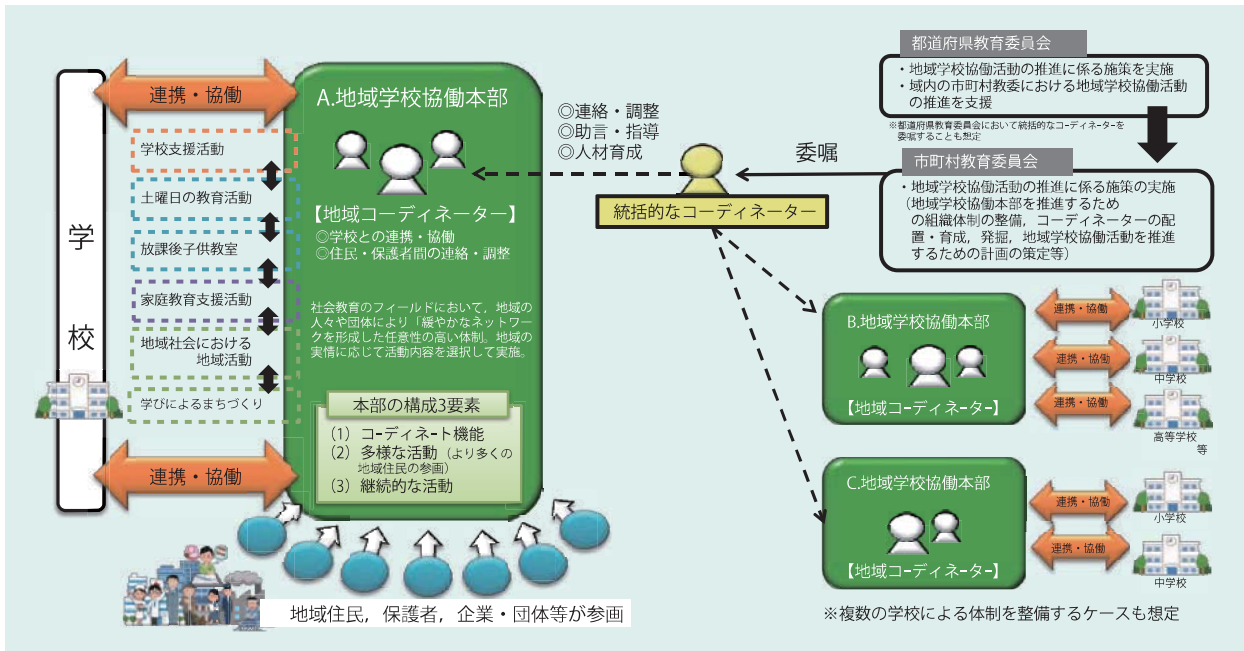 学校
連携・協働
学校支援活動
土曜日の教育活動
放課後子供教室
家庭教育支援活動
地域社会における
地域活動
学びによるまちづくり
連携・協働
A.地域学校協働本部
【地域コーディネーター】
◎学校との連携・協働
◎住民・保護者間の連絡・調整
社会教育のフィールドにおいて，地域の
人々や団体により「緩やかなネットワー
クを形成した任意性の高い体制。地域の
実情に応じて活動内容を選択して実施。
本部の構成3要素
（1） コーディネート機能
（2） 多様な活動（より多くの
地域住民の参画）
（3） 継続的な活動
地域住民，保護者，企業・団体等が参画
◎連絡・調整
◎助言・指導
◎人材育成
統括的なコーディネーター
委嘱
都道府県教育委員会
・地域学校協働活動の推進に係る施策を実施
・域内の市町村教委における地域学校協働活動
の推進を支援
※都道府県教育委員会において統括的なコーディネーターを
委嘱することも想定
市町村教育委員会
・地域学校協働活動の推進に係る施策の実施
（地域学校協働本部を推進するため
の組織体制の整備，コーディネーターの配
置・育成，発掘，地域学校協働活動を推進
するための計画の策定等）
B.地域学校協働本部
【地域コーディネーター】
連携・協働
小学校
連携・協働
中学校
連携・協働
高等学校
等
C.地域学校協働本部
【地域コーディネーター】
連携・協働
小学校
連携・協働
中学校
※複数の学校による体制を整備するケースも想定